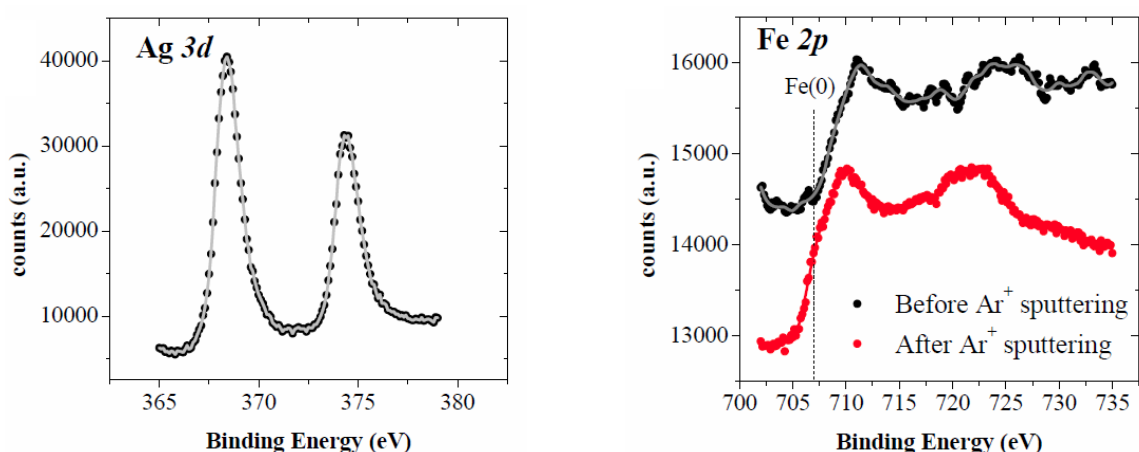 Ag 3d
40000
30000
20000
10000
counts (a.u.)
365 370 375 380
Binding Energy (eV)
Fe 2p
Fe(0)
16000
15000
14000
13000
counts (a.u.)
Before Ar⁺ sputtering
After Ar⁺ sputtering
700 705 710 715 720 725 730 735
Binding Energy (eV)